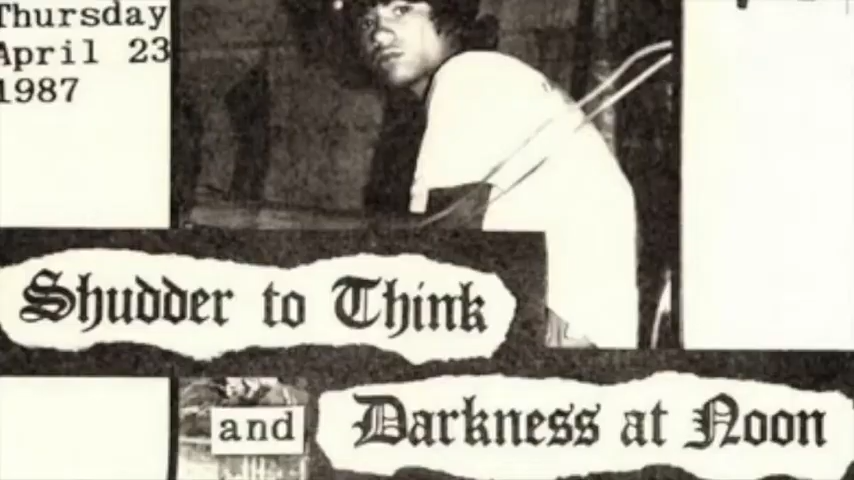 Thursday
April 23
1987
Shudder to Think
and
Darkness at Noon